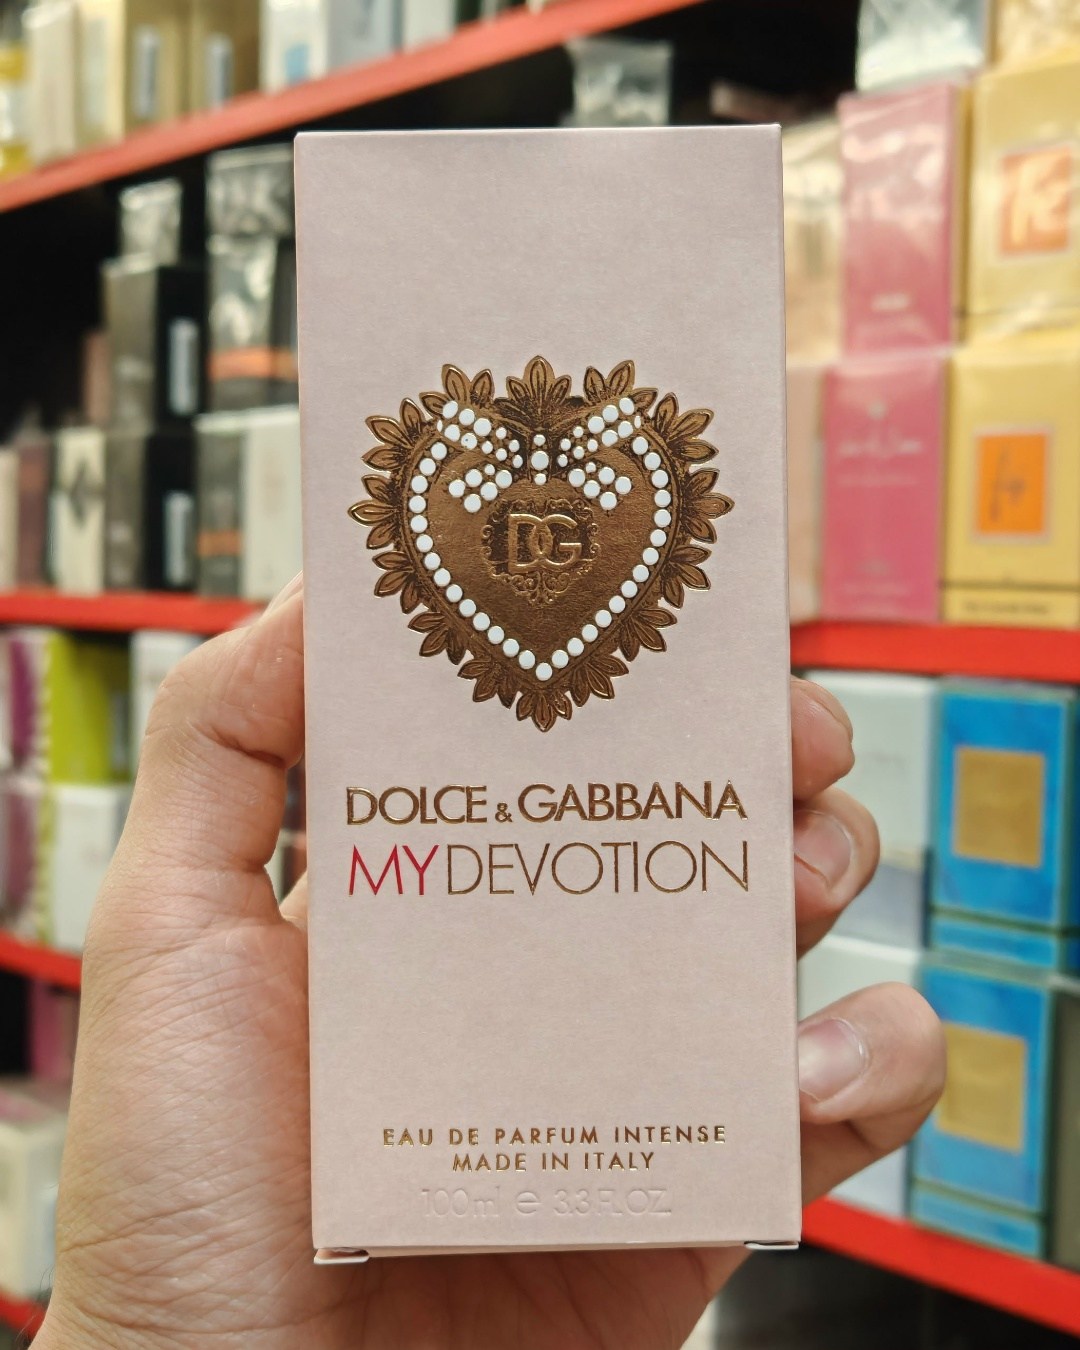 DG
DOLCE & GABBANA
MY DEVOTION
EAU DE PARFUM INTENSE
MADE IN ITALY
100ml e 3.3 FL.OZ.